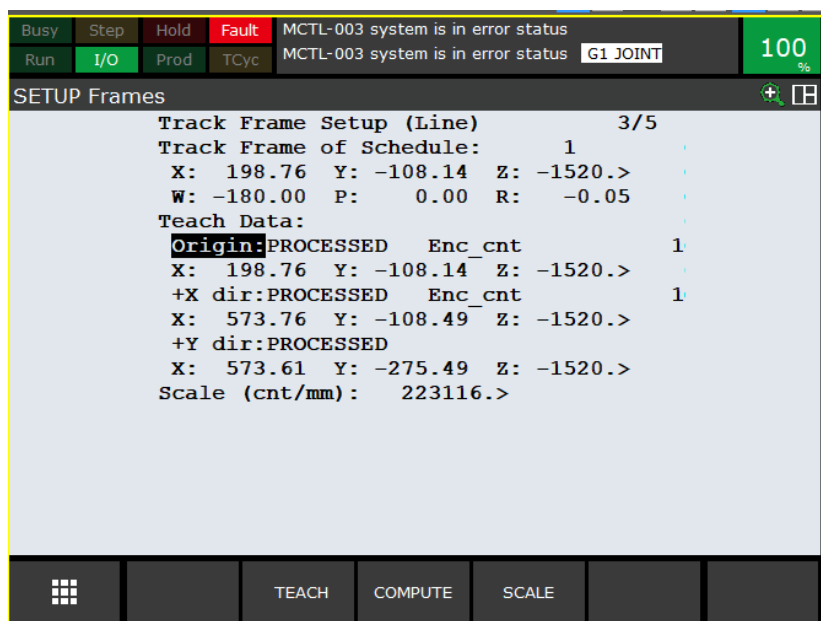 Busy Step Hold Fault MCTL-003 system is in error status
Run I/O Prod TCyc MCTL-003 system is in error status G1 JOINT 100 %
SETUP Frames
Track Frame Setup (Line) 3/5
Track Frame of Schedule: 1
X: 198.76 Y: -108.14 Z: -1520.>
W: -180.00 P: 0.00 R: -0.05
Teach Data:
Origin:PROCESSED Enc_cnt 1
X: 198.76 Y: -108.14 Z: -1520.>
+X dir:PROCESSED Enc_cnt 1
X: 573.76 Y: -108.49 Z: -1520.>
+Y dir:PROCESSED
X: 573.61 Y: -275.49 Z: -1520.>
Scale (cnt/mm): 223116.>
TEACH COMPUTE SCALE